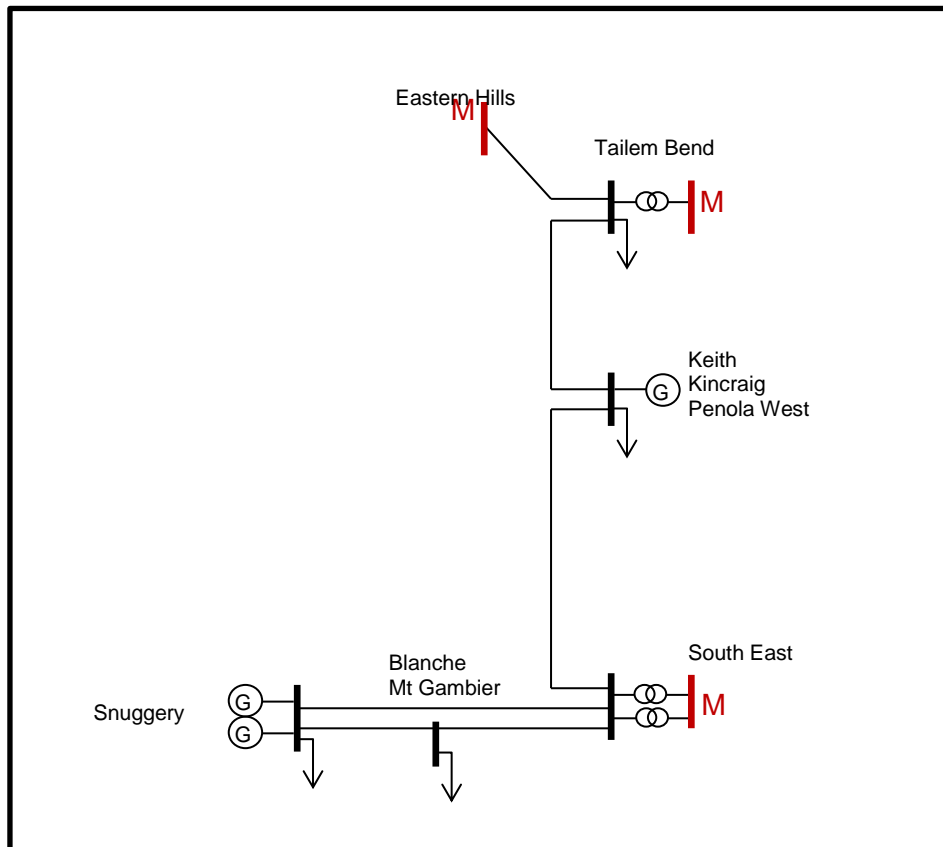 Eastern Hills
M
Tailem Bend
M
G
Keith
Kincraig
Penola West
Blanche
Mt Gambier
South East
M
Snuggery
G
G